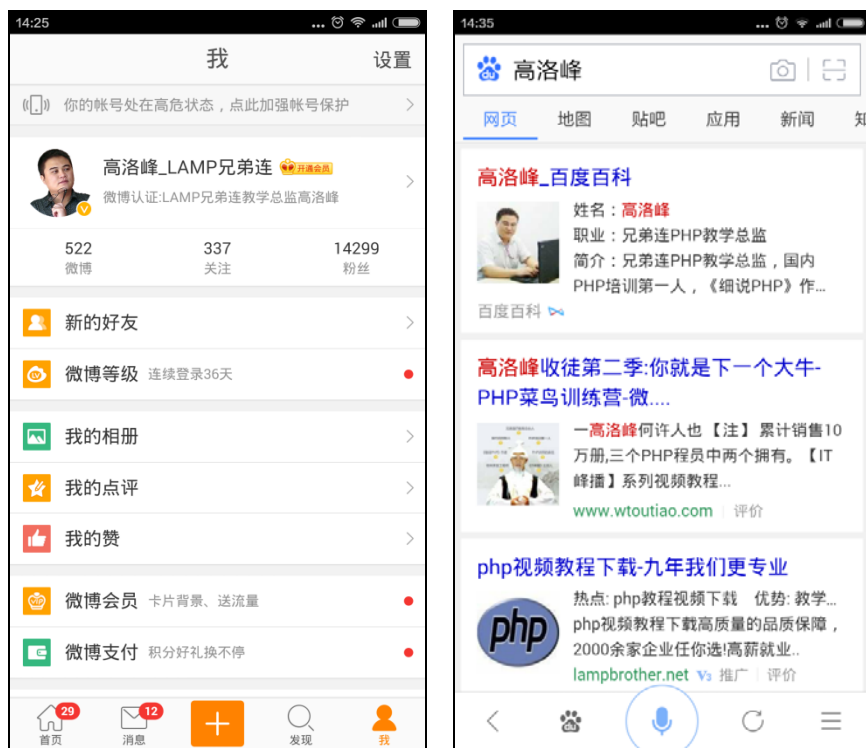 14:25
我
设置
你的帐号处在高危状态，点此加强帐号保护
高洛峰_LAMP兄弟连 开通会员
微博认证:LAMP兄弟连教学总监高洛峰
522 337 14299
微博 关注 粉丝
新的好友
微博等级 连续登录36天
我的相册
我的点评
我的赞
微博会员 卡片背景、送流量
微博支付 积分好礼换不停
29 12
首页 消息 发现 我
14:35
高洛峰
网页 地图 贴吧 应用 新闻
高洛峰_百度百科
姓名：高洛峰
职业：兄弟连PHP教学总监
简介：兄弟连PHP教学总监，国内
PHP培训第一人，《细说PHP》作...
百度百科
高洛峰收徒第二季:你就是下一个大牛-
PHP菜鸟训练营-微....
一高洛峰何许人也【注】累计销售10
万册,三个PHP程员中两个拥有。【IT
峰播】系列视频教程...
www.wtoutiao.com 评价
php视频教程下载-九年我们更专业
php
热点: php教程视频下载 优势: 教学...
php视频教程下载高质量的品质保障，
2000余家企业任你选!高薪就业..
lampbrother.net V3 推广 评价